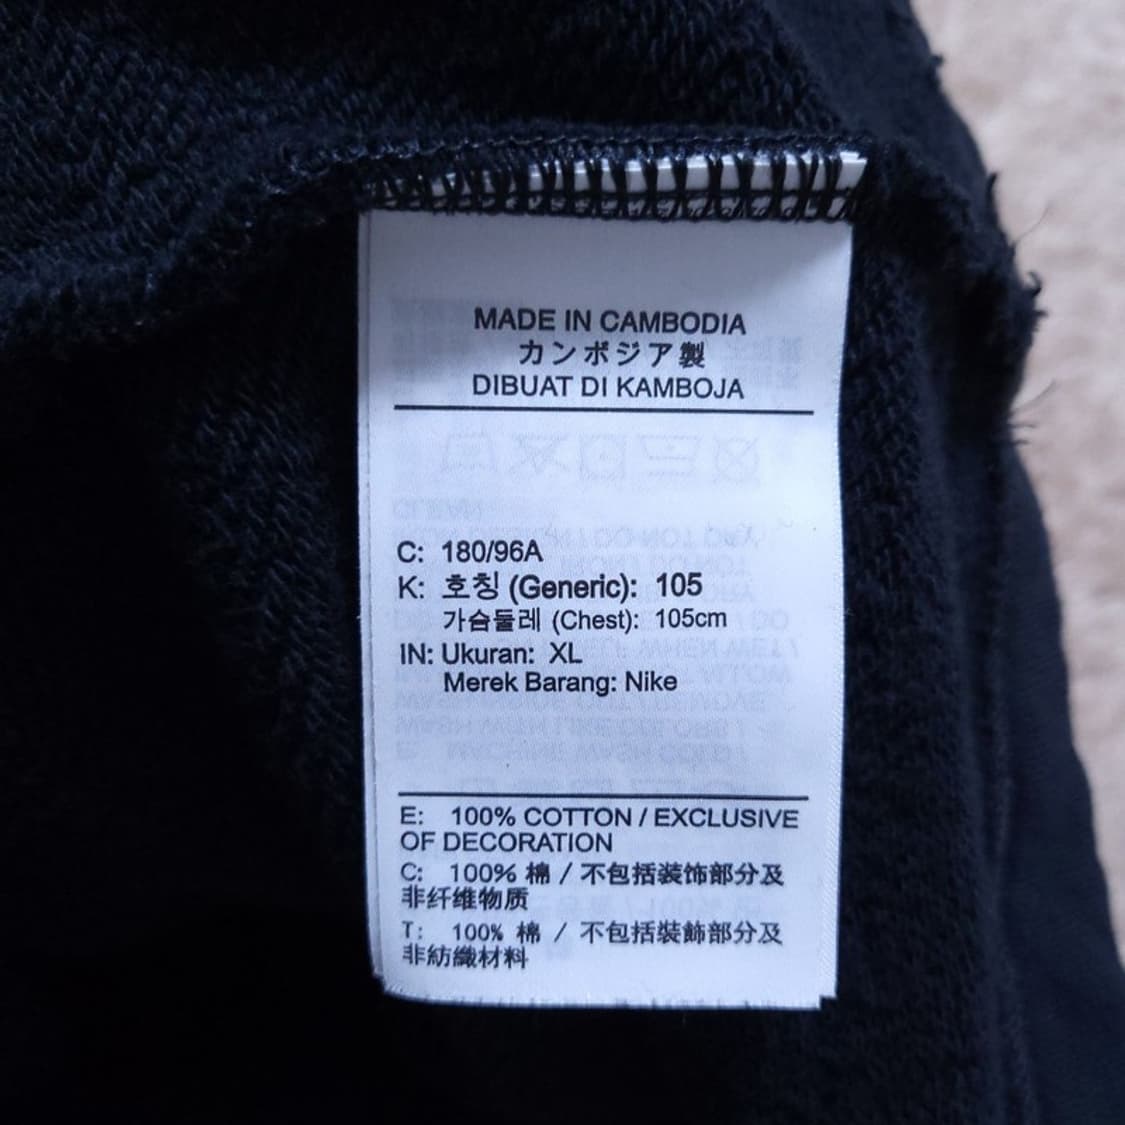 MADE IN CAMBODIA
カンボジア製
DIBUAT DI KAMBOJA
C: 180/96A
K: 호칭 (Generic): 105
가슴둘레 (Chest): 105cm
IN: Ukuran: XL
Merek Barang: Nike
E: 100% COTTON / EXCLUSIVE
OF DECORATION
C: 100% 棉 / 不包括装饰部分及
非纤维物质
T: 100% 棉 / 不包括裝飾部分及
非紡織材料